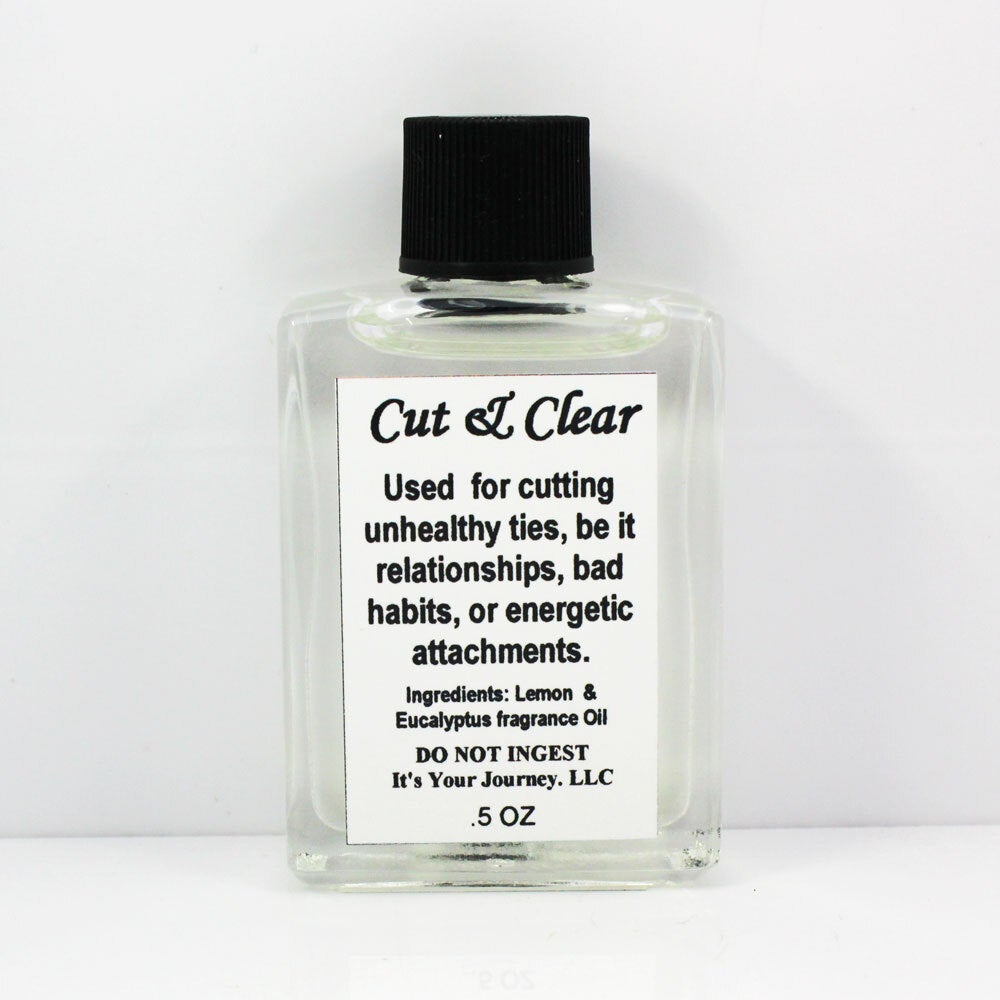 Cut & Clear
Used for cutting
unhealthy ties, be it
relationships, bad
habits, or energetic
attachments.
Ingredients: Lemon &
Eucalyptus fragrance Oil
DO NOT INGEST
It's Your Journey. LLC
.5 OZ